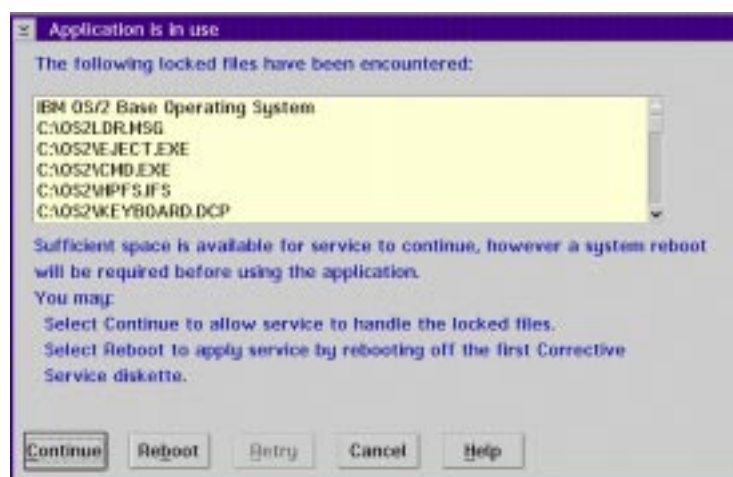 Application is in use
The following locked files have been encountered:
IBM OS/2 Base Operating System
C:\OS2LDR.MSG
C:\OS2\EJECT.EXE
C:\OS2\CMD.EXE
C:\OS2\HPFS.IFS
C:\OS2\KEYBOARD.DCP
Sufficient space is available for service to continue, however a system reboot
will be required before using the application.
You may:
Select Continue to allow service to handle the locked files.
Select Reboot to apply service by rebooting off the first Corrective
Service diskette.
Continue Reboot Retry Cancel Help